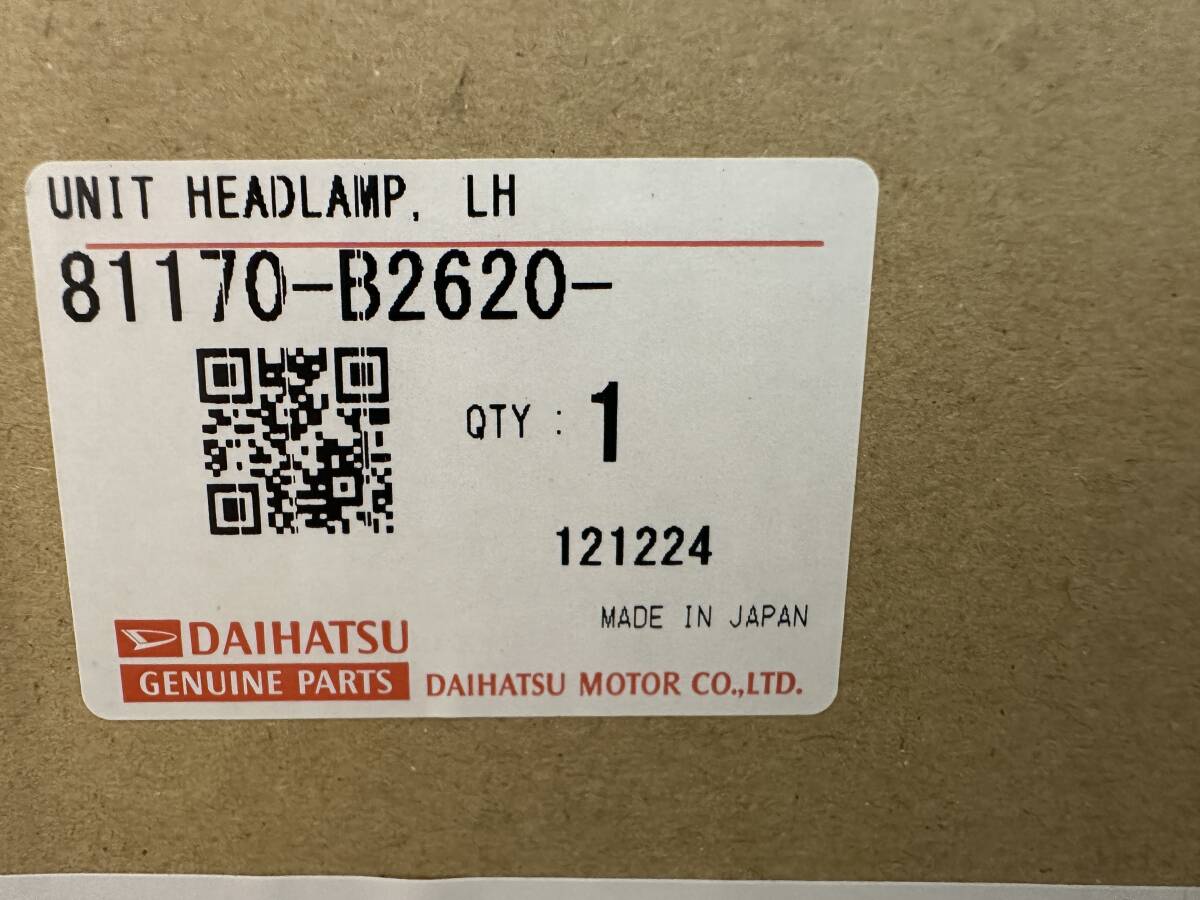 UNIT HEADLAMP, LH
81170-B2620-
QTY : 1
121224
MADE IN JAPAN
DAIHATSU
GENUINE PARTS
DAIHATSU MOTOR CO.,LTD.